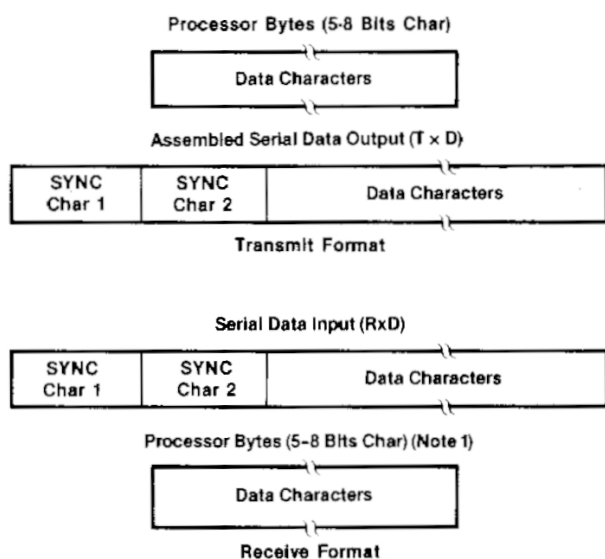 Processor Bytes (5-8 Bits Char)
Data Characters
Assembled Serial Data Output (T x D)
SYNC Char 1
SYNC Char 2
Data Characters
Transmit Format
Serial Data Input (RxD)
SYNC Char 1
SYNC Char 2
Data Characters
Processor Bytes (5-8 Bits Char) (Note 1)
Data Characters
Receive Format